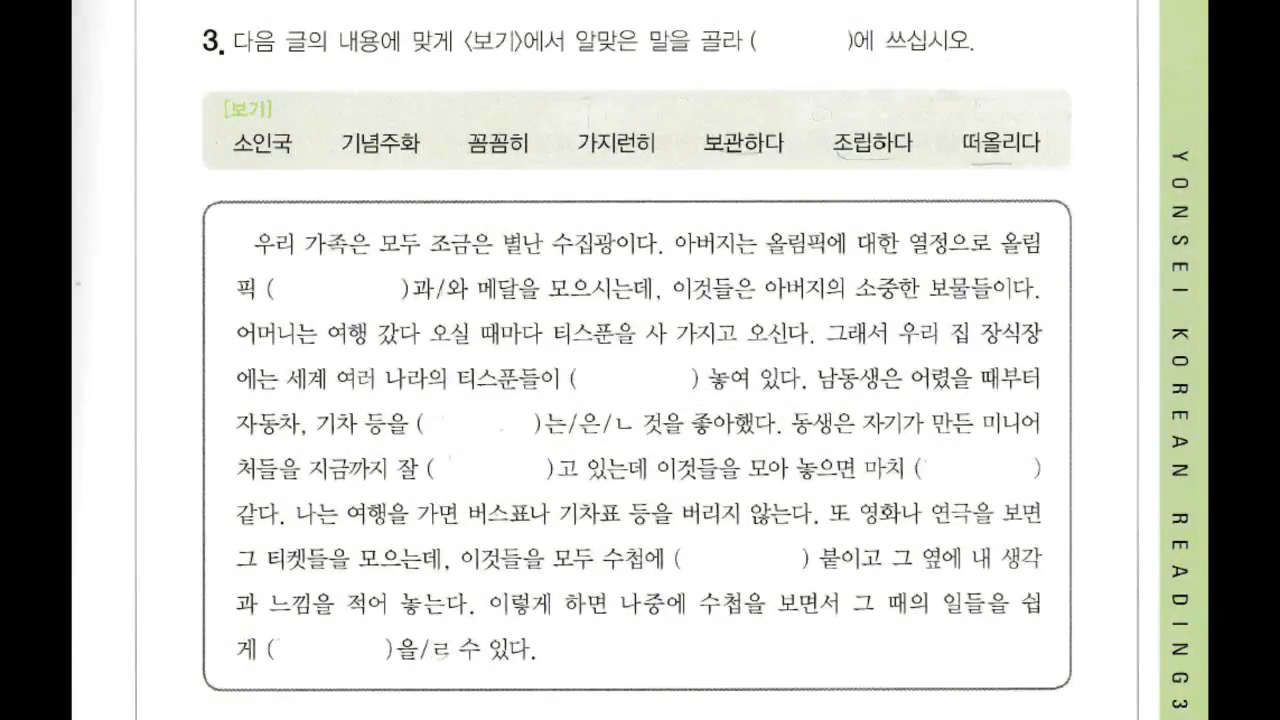 3. 다음 글의 내용에 맞게 <보기>에서 알맞은 말을 골라 ( )에 쓰십시오.
[보기]
소인국 기념주화 꼼꼼히 가지런히 보관하다 조립하다 떠올리다
우리 가족은 모두 조금은 별난 수집광이다. 아버지는 올림픽에 대한 열정으로 올림
픽 ( )과/와 메달을 모으시는데, 이것들은 아버지의 소중한 보물들이다.
어머니는 여행 갔다 오실 때마다 티스푼을 사 가지고 오신다. 그래서 우리 집 장식장
에는 세계 여러 나라의 티스푼들이 ( ) 놓여 있다. 남동생은 어렸을 때부터
자동차, 기차 등을 ( )는/은/ㄴ 것을 좋아했다. 동생은 자기가 만든 미니어
처들을 지금까지 잘 ( )고 있는데 이것들을 모아 놓으면 마치 ( )
같다. 나는 여행을 가면 버스표나 기차표 등을 버리지 않는다. 또 영화나 연극을 보면
그 티켓들을 모으는데, 이것들을 모두 수첩에 ( ) 붙이고 그 옆에 내 생각
과 느낌을 적어 놓는다. 이렇게 하면 나중에 수첩을 보면서 그 때의 일들을 쉽
게 ( )을/ㄹ 수 있다.
YONSEI KOREAN READING 3